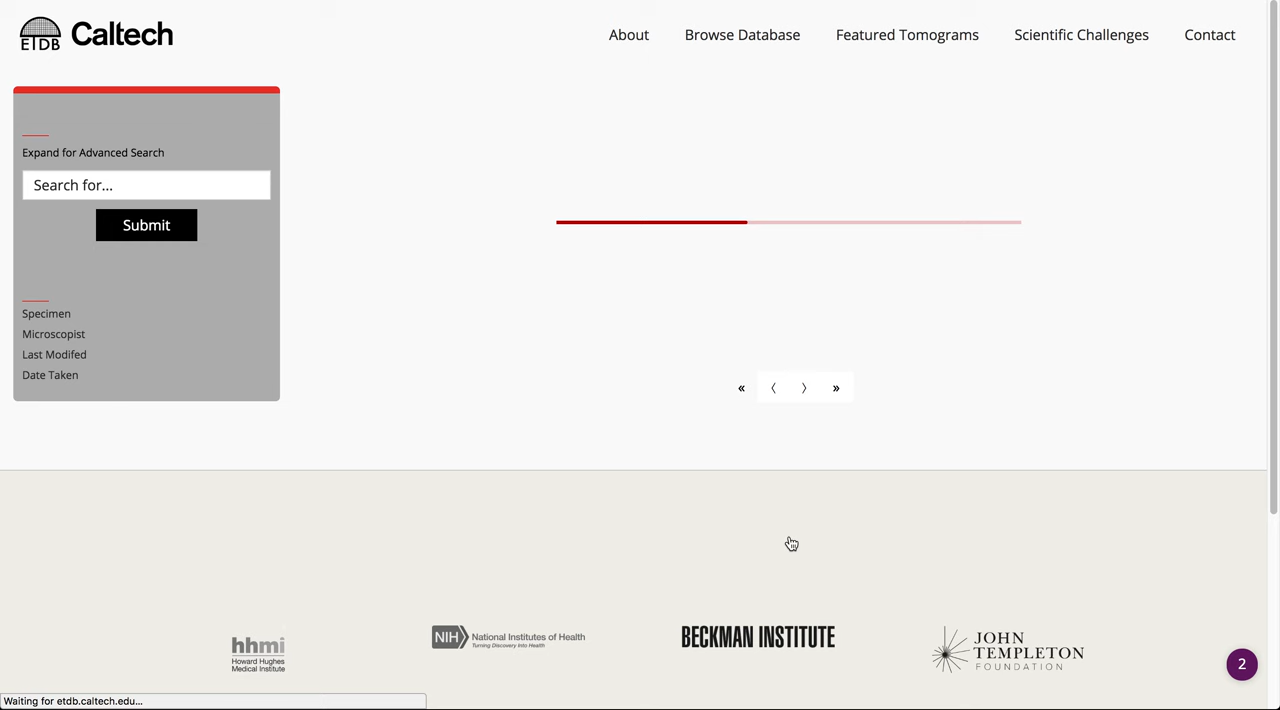 ETDB Caltech
About Browse Database Featured Tomograms Scientific Challenges Contact
Expand for Advanced Search
Search for...
Submit
Specimen
Microscopist
Last Modifed
Date Taken
« ‹ › »
hhmi
Howard Hughes
Medical Institute
NIH National Institutes of Health
Turning Discovery Into Health
BECKMAN INSTITUTE
JOHN
TEMPLETON
FOUNDATION
2
Waiting for etdb.caltech.edu...